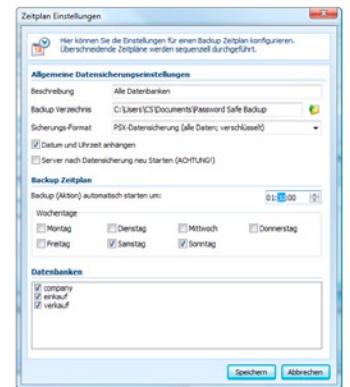 Zeitplan Einstellungen
Hier können Sie die Einstellungen für einen Backup Zeitplan konfigurieren.
Überschneidende Zeitpläne werden sequenziell durchgeführt.
Allgemeine Datensicherungseinstellungen
Beschreibung Alle Datenbanken
Backup Verzeichnis C:\Users\CS\Documents\Password Safe Backup
Sicherungs-Format PSX-Datensicherung (alle Daten; verschlüsselt)
Datum und Uhrzeit anhängen
Server nach Datensicherung neu Starten (ACHTUNG!)
Backup Zeitplan
Backup (Aktion) automatisch starten um: 01::00
Wochentage
Montag Dienstag Mittwoch Donnerstag
Freitag Samstag Sonntag
Datenbanken
company
einkauf
verkauf
Speichern Abbrechen